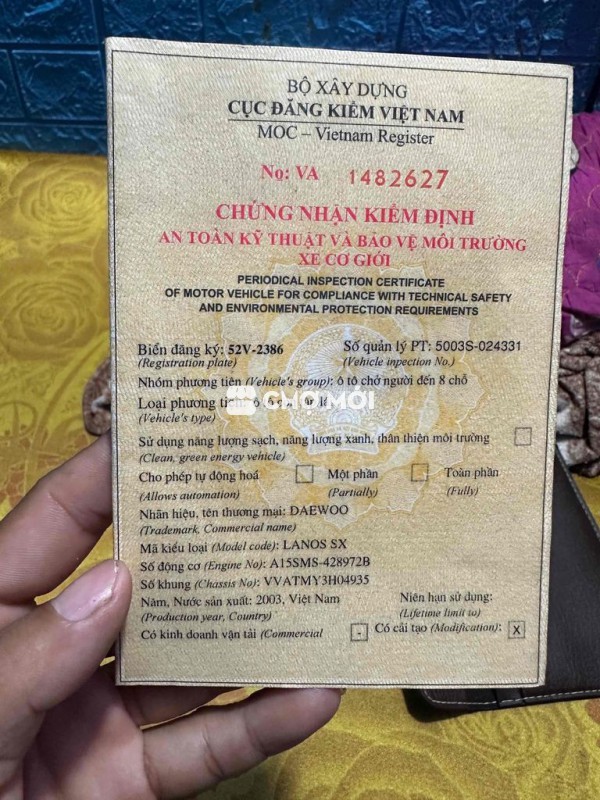 BỘ XÂY DỰNG
CỤC ĐĂNG KIỂM VIỆT NAM
MOC – Vietnam Register
No: VA 1482627
CHỨNG NHẬN KIỂM ĐỊNH
AN TOÀN KỸ THUẬT VÀ BẢO VỆ MÔI TRƯỜNG
XE CƠ GIỚI
PERIODICAL INSPECTION CERTIFICATE
OF MOTOR VEHICLE FOR COMPLIANCE WITH TECHNICAL SAFETY
AND ENVIRONMENTAL PROTECTION REQUIREMENTS
Biển đăng ký: 52V-2386 Số quản lý PT: 5003S-024331
(Registration plate) (Vehicle inspection No.)
Nhóm phương tiện (Vehicle's group): ô tô chở người đến 8 chỗ
Loại phương
CHỢ MÔI
(Vehicle's type)
Sử dụng năng lượng sạch, năng lượng xanh, thân thiện môi trường
(Clean, green energy vehicle)
Cho phép tự động hoá Một phần Toàn phần
(Allows automation) (Partially) (Fully)
Nhãn hiệu, tên thương mại: DAEWOO
(Trademark, Commercial name)
Mã kiểu loại (Model code): LANOS SX
Số động cơ (Engine No): A15SMS-428972B
Số khung (Chassis No): VVATMY3H04935
Năm, Nước sản xuất: 2003, Việt Nam Niên hạn sử dụng:
(Production year, Country) (Lifetime limit to)
Có kinh doanh vận tải (Commercial - Có cải tạo (Modification): X